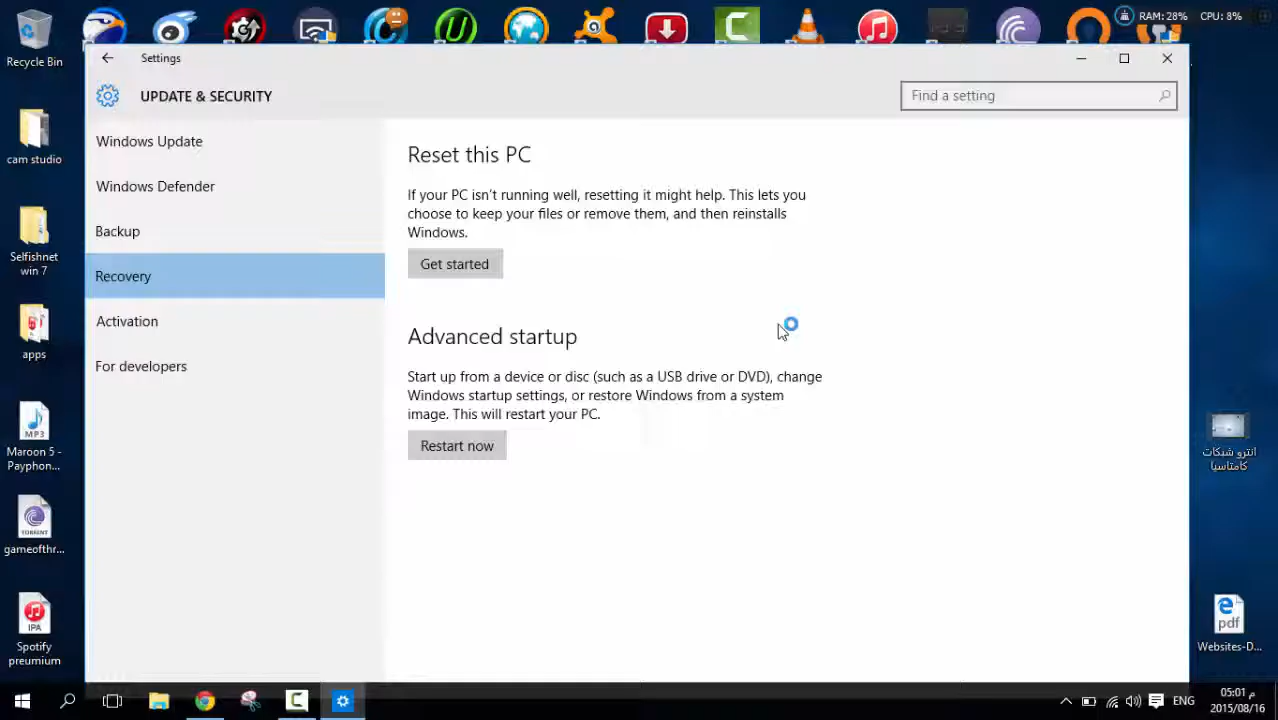 RAM: 28% CPU: 8%
Recycle Bin
cam studio
Selfishnet
win 7
apps
MP3
Maroon 5 -
Payphon...
TORRENT
gameofthr...
IPA
Spotify
preumium
Settings
UPDATE & SECURITY
Find a setting
Windows Update
Windows Defender
Backup
Recovery
Activation
For developers
Reset this PC
If your PC isn't running well, resetting it might help. This lets you
choose to keep your files or remove them, and then reinstalls
Windows.
Get started
Advanced startup
Start up from a device or disc (such as a USB drive or DVD), change
Windows startup settings, or restore Windows from a system
image. This will restart your PC.
Restart now
انترو شبكات
كامتاسيا
pdf
Websites-D...
ENG
05:01 م
2015/08/16